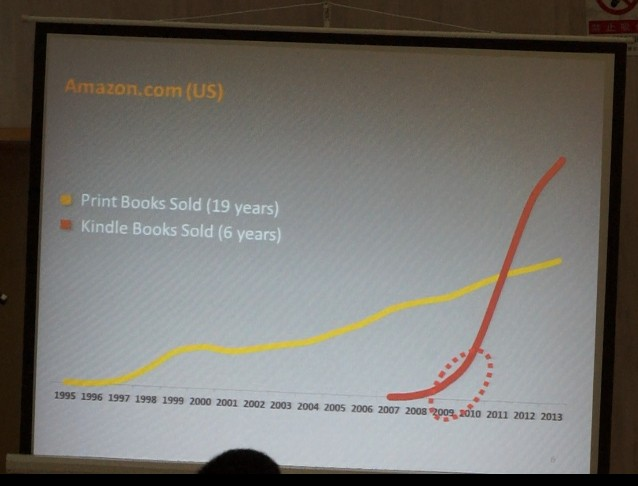 Amazon.com (US)
Print Books Sold (19 years)
Kindle Books Sold (6 years)
1995 1996 1997 1998 1999 2000 2001 2002 2003 2004 2005 2006 2007 2008 2009 2010 2011 2012 2013